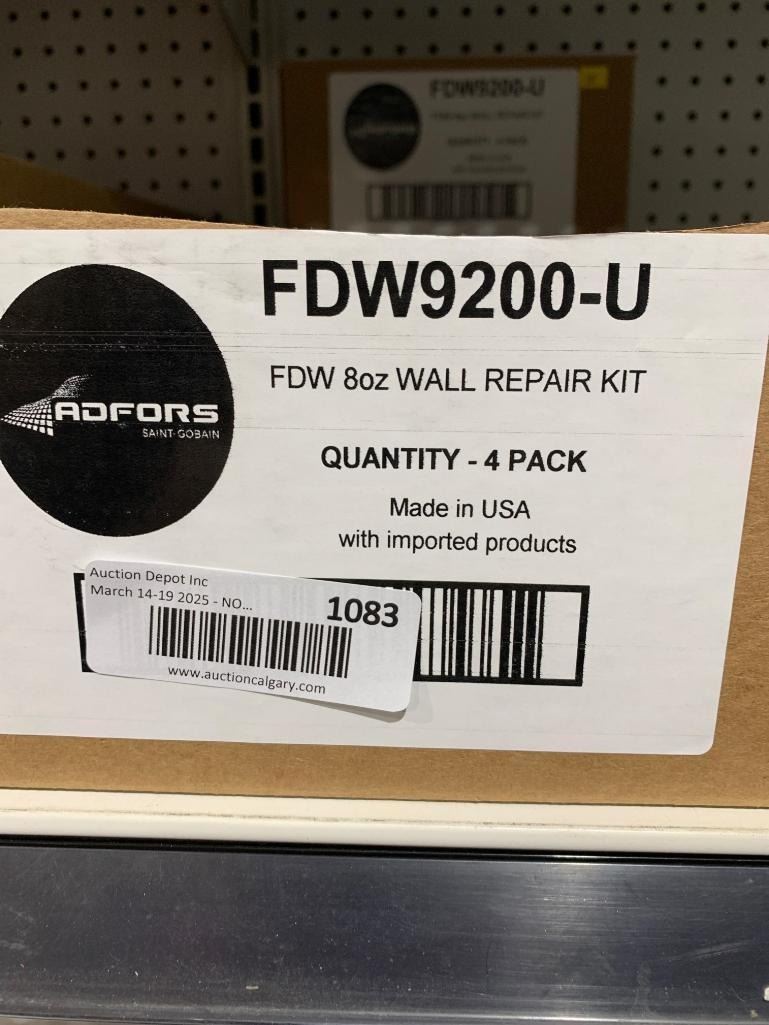 FDW9200-U
FDW9200-U
FDW 8oz WALL REPAIR KIT
ADFORS
SAINT-GOBAIN
QUANTITY - 4 PACK
Made in USA
with imported products
Auction Depot Inc
March 14-19 2025 - NO...
1083
www.auctioncalgary.com